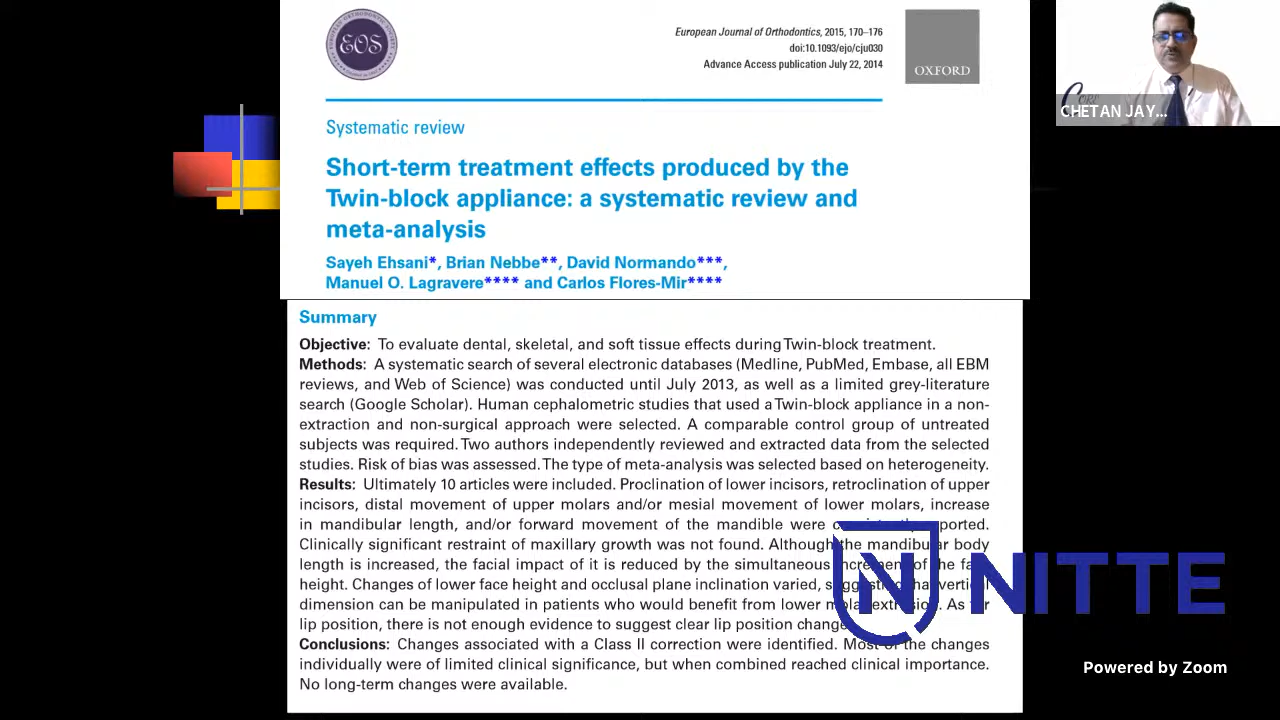 EOS
European Journal of Orthodontics, 2015, 170–176
doi:10.1093/ejo/cju030
Advance Access publication July 22, 2014
OXFORD
CHETAN JAY...
Systematic review
Short-term treatment effects produced by the
Twin-block appliance: a systematic review and
meta-analysis
Sayeh Ehsani*, Brian Nebbe**, David Normando***,
Manuel O. Lagravere**** and Carlos Flores-Mir****
Summary
Objective: To evaluate dental, skeletal, and soft tissue effects during Twin-block treatment.
Methods: A systematic search of several electronic databases (Medline, PubMed, Embase, all EBM
reviews, and Web of Science) was conducted until July 2013, as well as a limited grey-literature
search (Google Scholar). Human cephalometric studies that used a Twin-block appliance in a non-
extraction and non-surgical approach were selected. A comparable control group of untreated
subjects was required. Two authors independently reviewed and extracted data from the selected
studies. Risk of bias was assessed. The type of meta-analysis was selected based on heterogeneity.
Results: Ultimately 10 articles were included. Proclination of lower incisors, retroclination of upper
incisors, distal movement of upper molars and/or mesial movement of lower molars, increase
in mandibular length, and/or forward movement of the mandible were reported.
Clinically significant restraint of maxillary growth was not found. Although the mandibular body
length is increased, the facial impact of it is reduced by the simultaneous of the
height. Changes of lower face height and occlusal plane inclination varied,
dimension can be manipulated in patients who would benefit from lower As
lip position, there is not enough evidence to suggest clear lip position
Conclusions: Changes associated with a Class II correction were identified. Most of the changes
individually were of limited clinical significance, but when combined reached clinical importance.
No long-term changes were available.
N NITTE
Powered by Zoom